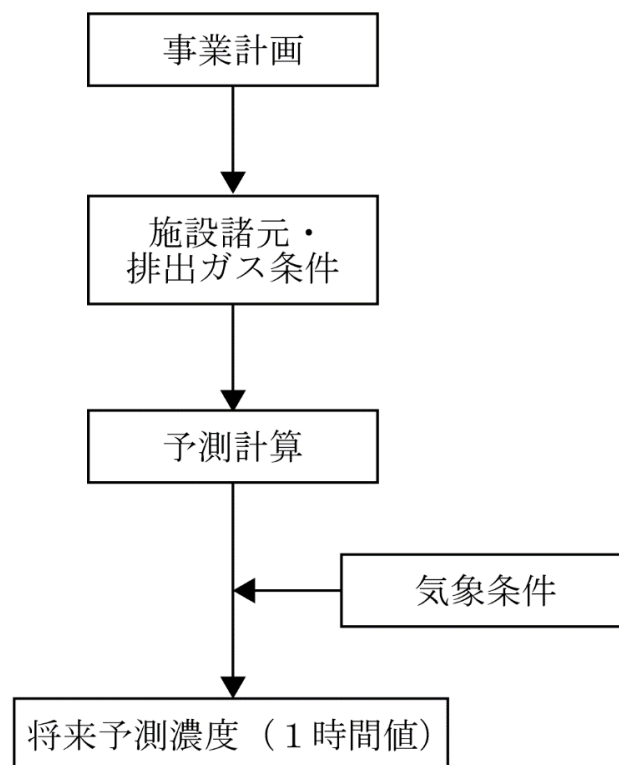 事業計画
施設諸元・
排出ガス条件
予測計算
気象条件
将来予測濃度（１時間値）